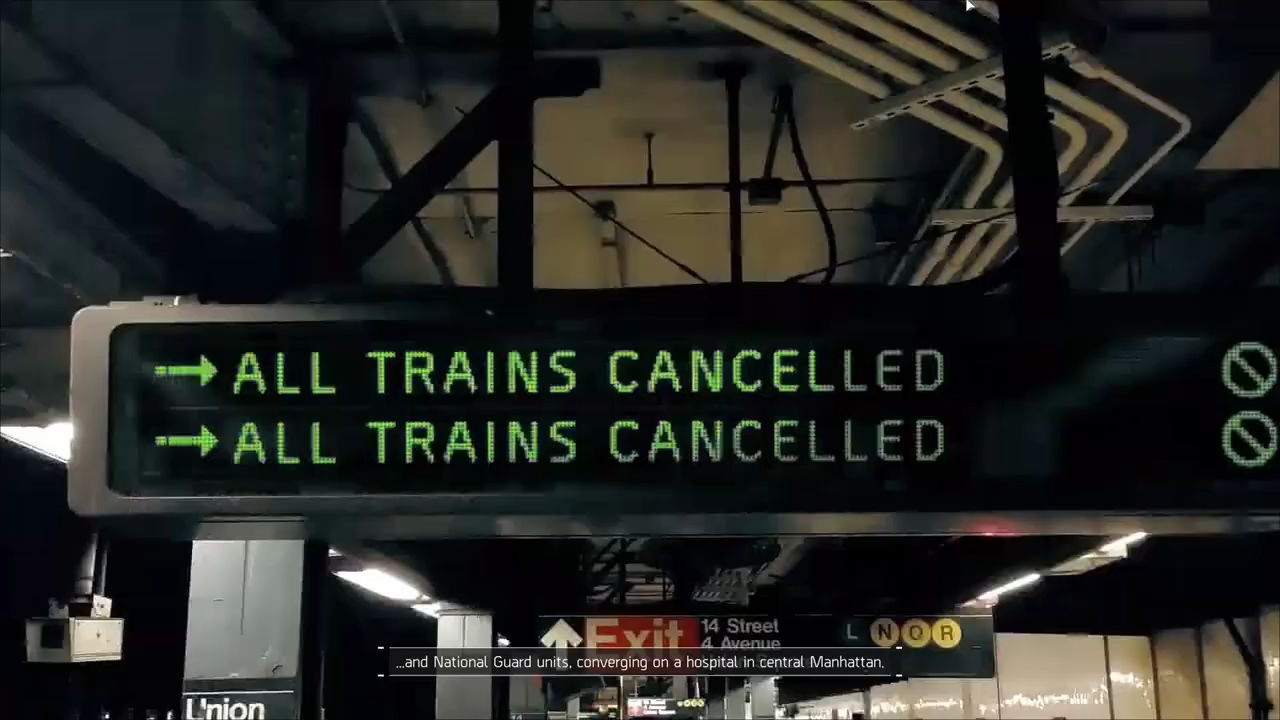 → ALL TRAINS CANCELLED
→ ALL TRAINS CANCELLED
Exit
14 Street
4 Avenue
L N Q R
...and National Guard units, converging on a hospital in central Manhattan.
Union